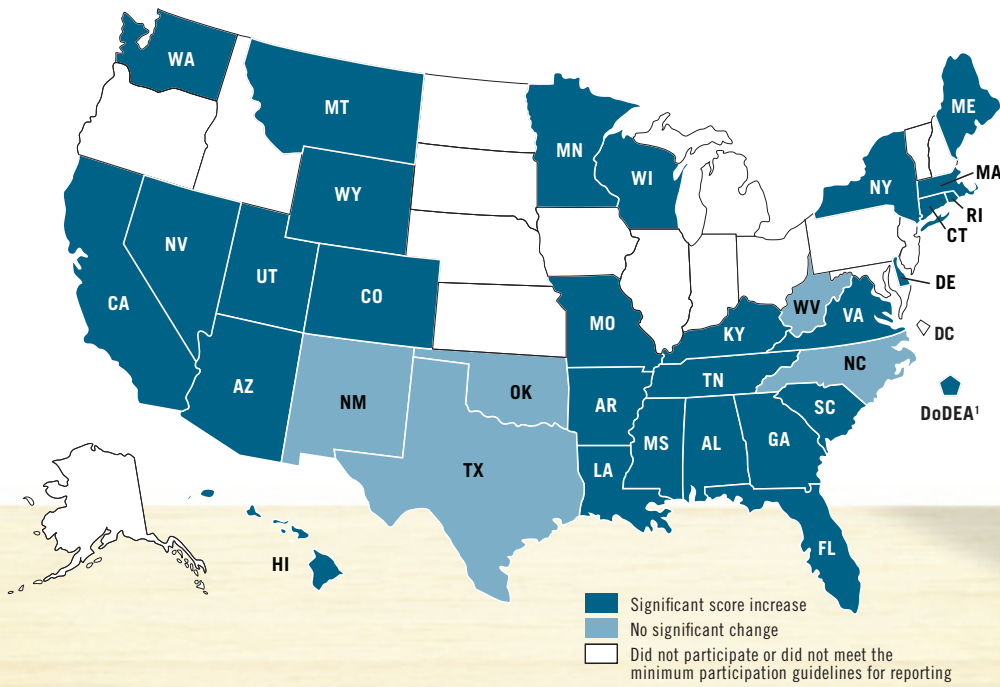 WA
MT
ME
MN
WI
MA
WY
NY
RI
CT
NV
UT
CO
DE
CA
MO
WV
VA
KY
DC
NC
TN
AZ
NM
OK
AR
SC
DoDEA¹
MS
AL
GA
TX
LA
FL
HI
Significant score increase
No significant change
Did not participate or did not meet the
minimum participation guidelines for reporting